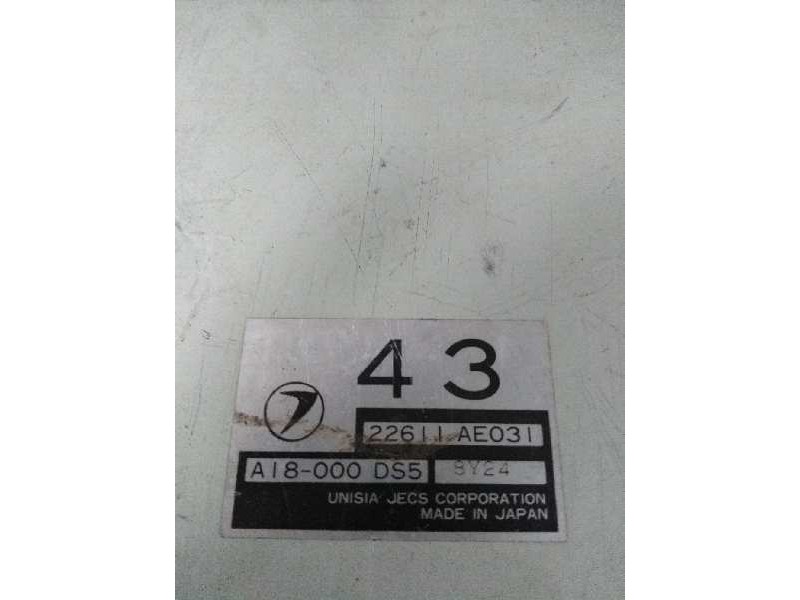 43
22611 AE031
A18-000 DS5 8Y24
UNISIA JECS CORPORATION
MADE IN JAPAN